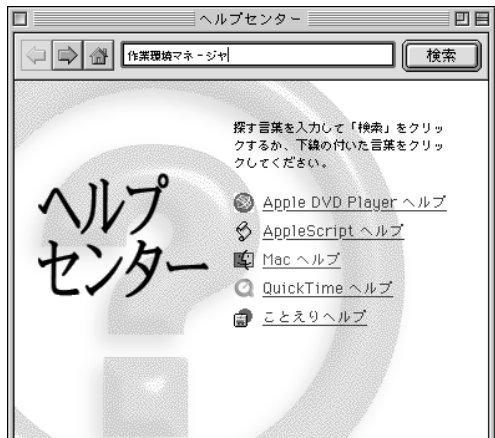 ヘルプセンター
作業環境マネージャ
検索
探す言葉を入力して「検索」をクリッ
クするか、下線の付いた言葉をクリッ
クしてください。
ヘルプ
センター
Apple DVD Player ヘルプ
AppleScript ヘルプ
Mac ヘルプ
QuickTime ヘルプ
ことえりヘルプ